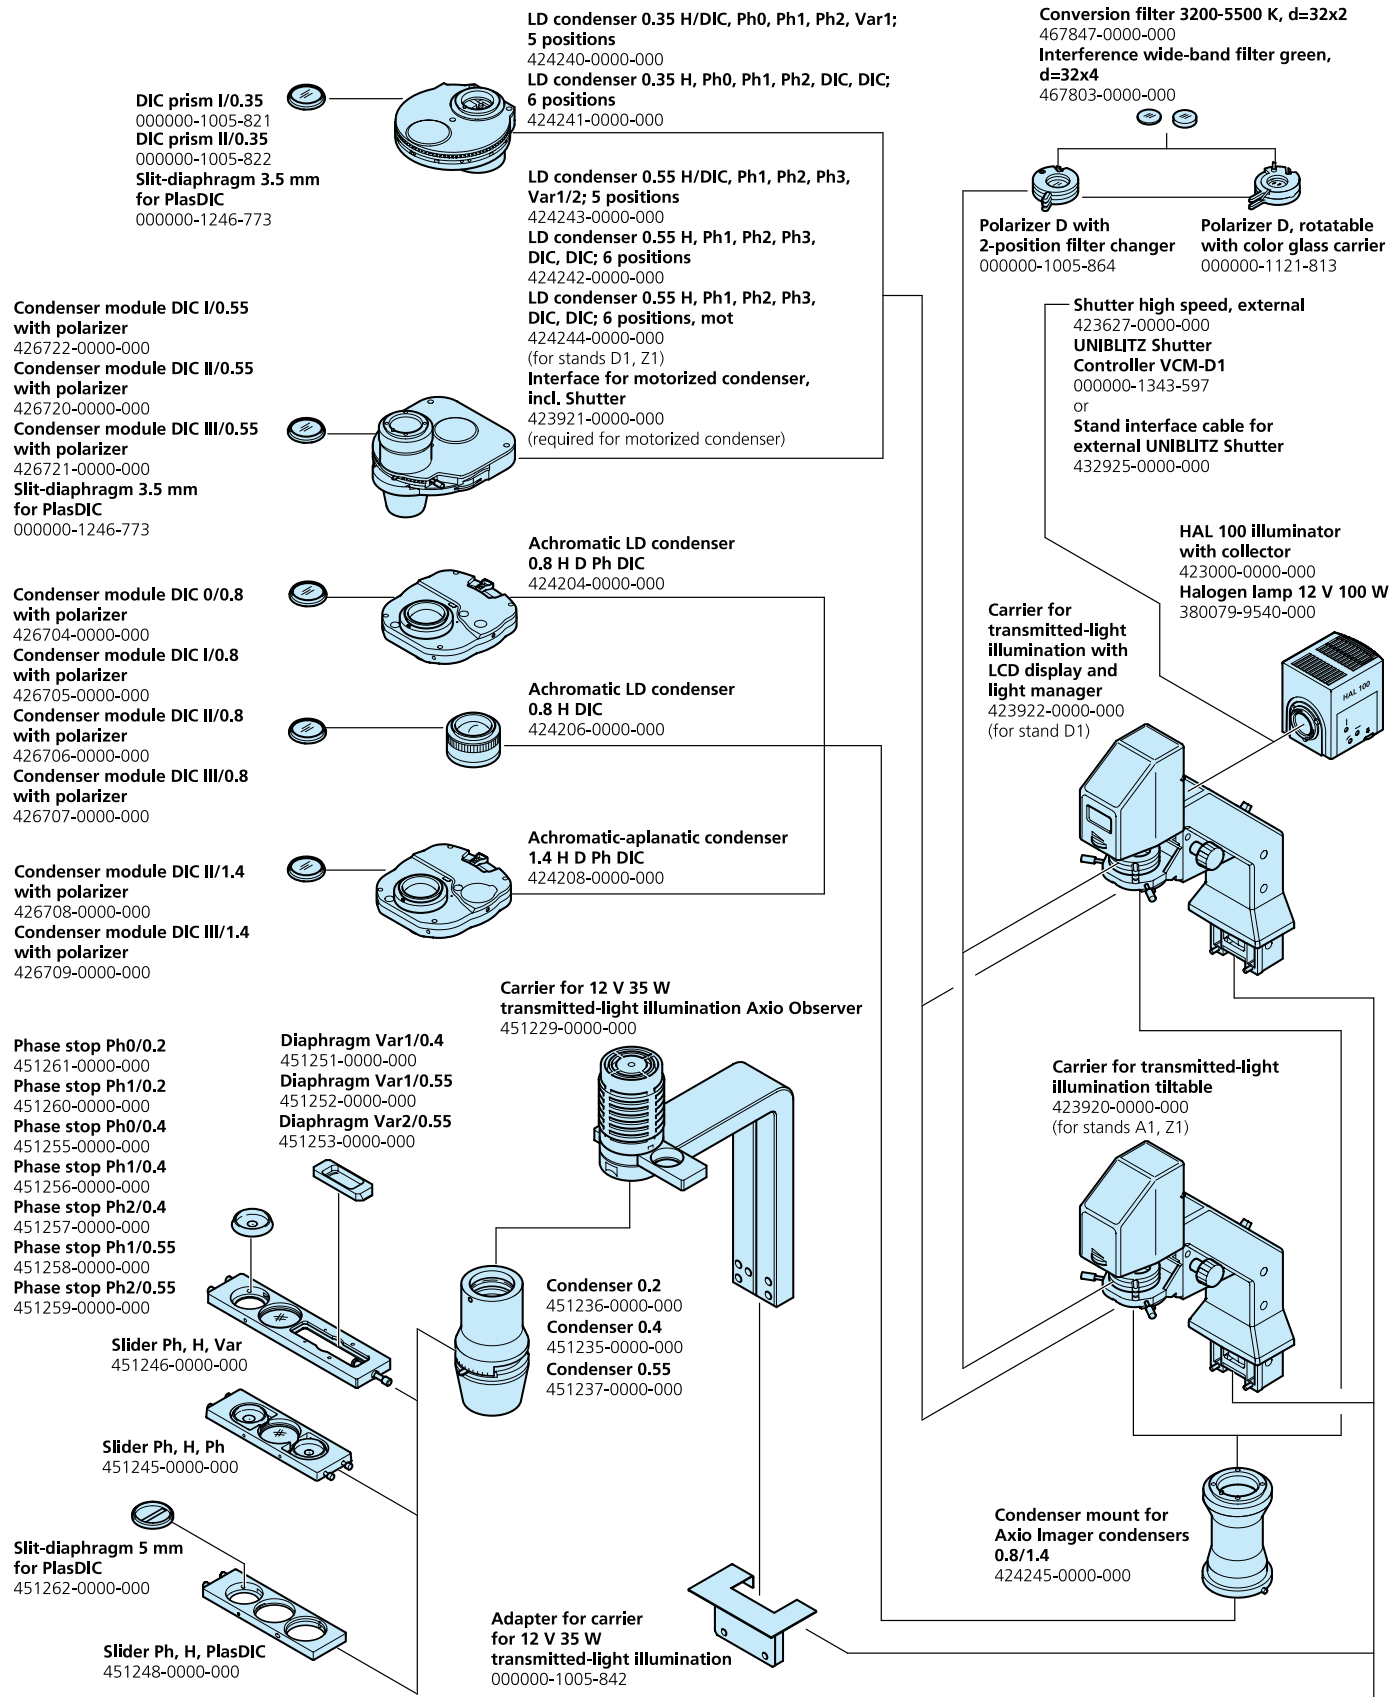 LD condenser 0.35 H/DIC, Ph0, Ph1, Ph2, Var1;
5 positions
424240-0000-000
LD condenser 0.35 H, Ph0, Ph1, Ph2, DIC, DIC;
6 positions
424241-0000-000
Conversion filter 3200-5500 K, d=32x2
467847-0000-000
Interference wide-band filter green,
d=32x4
467803-0000-000
DIC prism I/0.35
000000-1005-821
DIC prism II/0.35
000000-1005-822
Slit-diaphragm 3.5 mm
for PlasDIC
000000-1246-773
LD condenser 0.55 H/DIC, Ph1, Ph2, Ph3,
Var1/2; 5 positions
424243-0000-000
LD condenser 0.55 H, Ph1, Ph2, Ph3,
DIC, DIC; 6 positions
424242-0000-000
LD condenser 0.55 H, Ph1, Ph2, Ph3,
DIC, DIC; 6 positions, mot
424244-0000-000
(for stands D1, Z1)
Interface for motorized condenser,
incl. Shutter
423921-0000-000
(required for motorized condenser)
Polarizer D with
2-position filter changer
000000-1005-864
Polarizer D, rotatable
with color glass carrier
000000-1121-813
Shutter high speed, external
423627-0000-000
UNIBLITZ Shutter
Controller VCM-D1
000000-1343-597
or
Stand interface cable for
external UNIBLITZ Shutter
432925-0000-000
Condenser module DIC I/0.55
with polarizer
426722-0000-000
Condenser module DIC II/0.55
with polarizer
426720-0000-000
Condenser module DIC III/0.55
with polarizer
426721-0000-000
Slit-diaphragm 3.5 mm
for PlasDIC
000000-1246-773
HAL 100 illuminator
with collector
423000-0000-000
Halogen lamp 12 V 100 W
380079-9540-000
HAL 100
Achromatic LD condenser
0.8 H D Ph DIC
424204-0000-000
Condenser module DIC 0/0.8
with polarizer
426704-0000-000
Condenser module DIC I/0.8
with polarizer
426705-0000-000
Condenser module DIC II/0.8
with polarizer
426706-0000-000
Condenser module DIC III/0.8
with polarizer
426707-0000-000
Carrier for
transmitted-light
illumination with
LCD display and
light manager
423922-0000-000
(for stand D1)
Achromatic LD condenser
0.8 H DIC
424206-0000-000
Achromatic-aplanatic condenser
1.4 H D Ph DIC
424208-0000-000
Condenser module DIC II/1.4
with polarizer
426708-0000-000
Condenser module DIC III/1.4
with polarizer
426709-0000-000
Carrier for 12 V 35 W
transmitted-light illumination Axio Observer
451229-0000-000
Phase stop Ph0/0.2
451261-0000-000
Phase stop Ph1/0.2
451260-0000-000
Phase stop Ph0/0.4
451255-0000-000
Phase stop Ph1/0.4
451256-0000-000
Phase stop Ph2/0.4
451257-0000-000
Phase stop Ph1/0.55
451258-0000-000
Phase stop Ph2/0.55
451259-0000-000
Diaphragm Var1/0.4
451251-0000-000
Diaphragm Var1/0.55
451252-0000-000
Diaphragm Var2/0.55
451253-0000-000
Carrier for transmitted-light
illumination tiltable
423920-0000-000
(for stands A1, Z1)
Condenser 0.2
451236-0000-000
Condenser 0.4
451235-0000-000
Condenser 0.55
451237-0000-000
Slider Ph, H, Var
451246-0000-000
Slider Ph, H, Ph
451245-0000-000
Slit-diaphragm 5 mm
for PlasDIC
451262-0000-000
Slider Ph, H, PlasDIC
451248-0000-000
Condenser mount for
Axio Imager condensers
0.8/1.4
424245-0000-000
Adapter for carrier
for 12 V 35 W
transmitted-light illumination
000000-1005-842